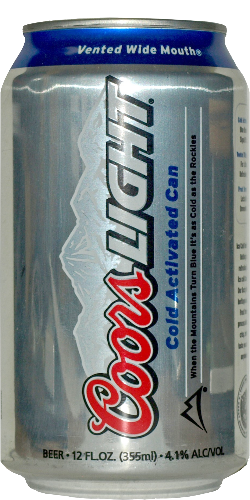 Vented Wide Mouth®
Coors LIGHT®
Cold Activated Can
When the Mountains Turn Blue It's as Cold as the Rockies
BEER • 12 FL.OZ. (355ml) • 4.1% ALC/VOL